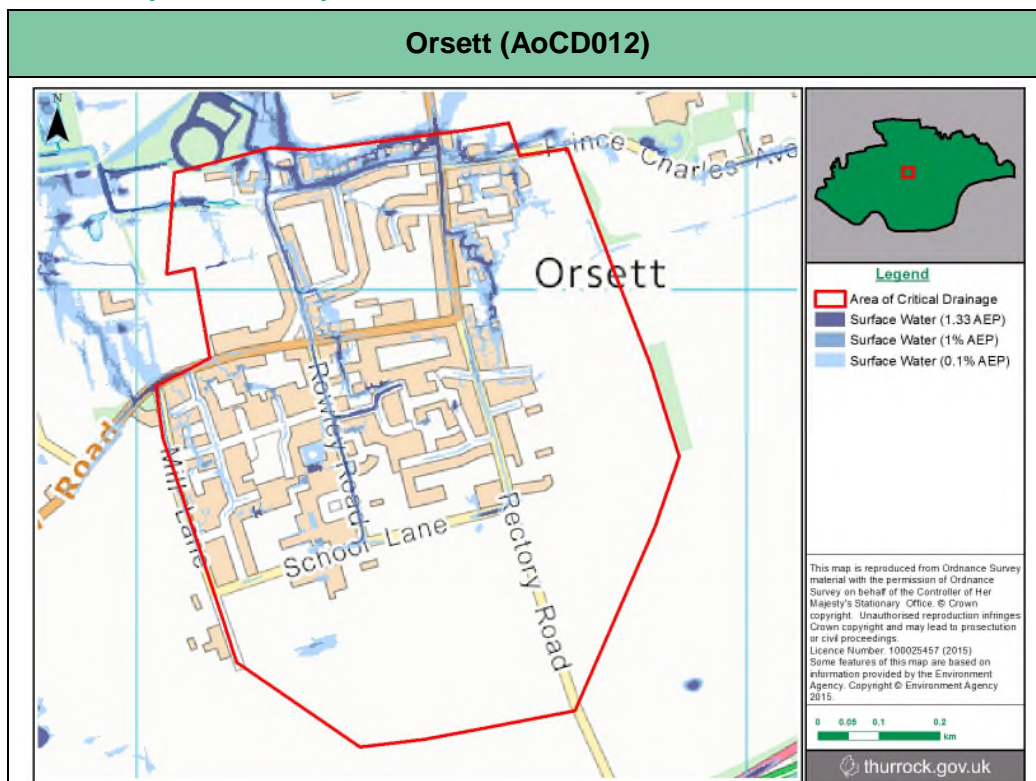 Orsett (AoCD012)
N
Prince Charles Ave
Orsett
Road
Mill Lane
Rowley Road
School Lane
Rectory Road
Legend
Area of Critical Drainage
Surface Water (1.33 AEP)
Surface Water (1% AEP)
Surface Water (0.1% AEP)
This map is reproduced from Ordnance Survey
material with the permission of Ordnance
Survey on behalf of the Controller of Her
Majesty's Stationary Office. © Crown
copyright. Unauthorised reproduction infringes
Crown copyright and may lead to prosectution
or civil proceedings.
Licence Number: 100025457 (2015)
Some features of this map are based on
information provided by the Environment
Agency. Copyright © Environment Agency
2015.
0 0.05 0.1 0.2
km
thurrock.gov.uk